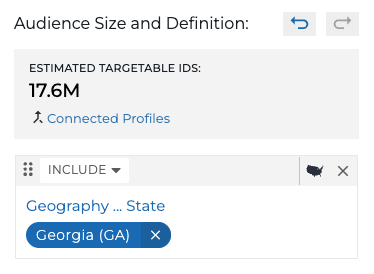 Audience Size and Definition:
ESTIMATED TARGETABLE IDS:
17.6M
Connected Profiles
INCLUDE
Geography ... State
Georgia (GA)